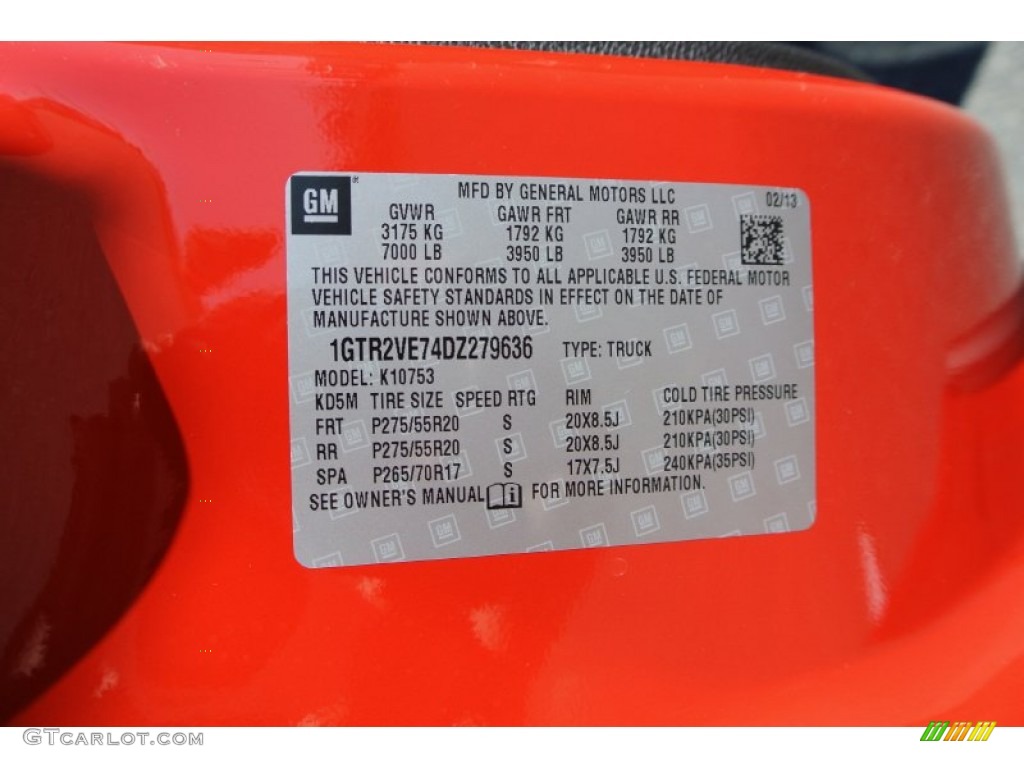 GM
MFD BY GENERAL MOTORS LLC 02/13
GVWR GAWR FRT GAWR RR
3175 KG 1792 KG 1792 KG
7000 LB 3950 LB 3950 LB
THIS VEHICLE CONFORMS TO ALL APPLICABLE U.S. FEDERAL MOTOR
VEHICLE SAFETY STANDARDS IN EFFECT ON THE DATE OF
MANUFACTURE SHOWN ABOVE.
1GTR2VE74DZ279636 TYPE: TRUCK
MODEL: K10753
KD5M TIRE SIZE SPEED RTG RIM COLD TIRE PRESSURE
FRT P275/55R20 S 20X8.5J 210KPA(30PSI)
RR P275/55R20 S 20X8.5J 210KPA(30PSI)
SPA P265/70R17 S 17X7.5J 240KPA(35PSI)
SEE OWNER'S MANUAL FOR MORE INFORMATION.
GTCARLOT.COM